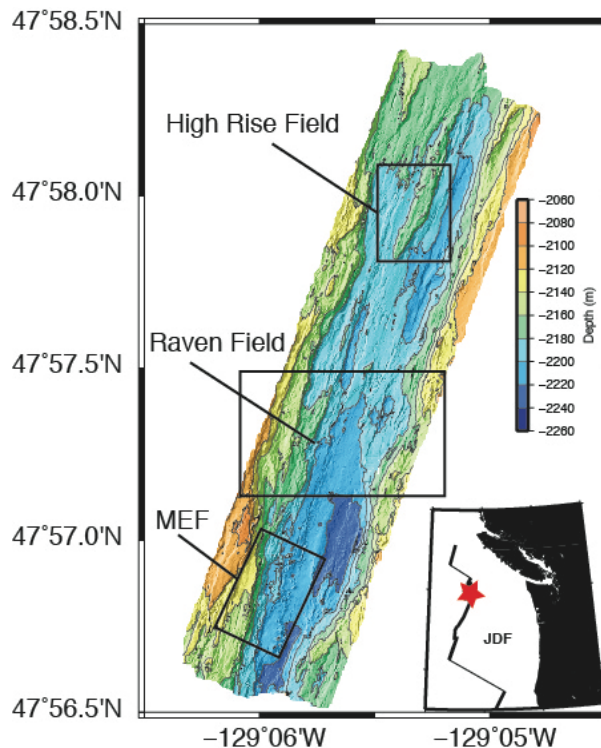 47°58.5'N
High Rise Field
47°58.0'N
-2060
-2080
-2100
-2120
-2140
-2160
-2180
-2200
-2220
-2240
-2260
Depth (m)
47°57.5'N
Raven Field
MEF
47°57.0'N
JDF
47°56.5'N
-129°06'W
-129°05'W